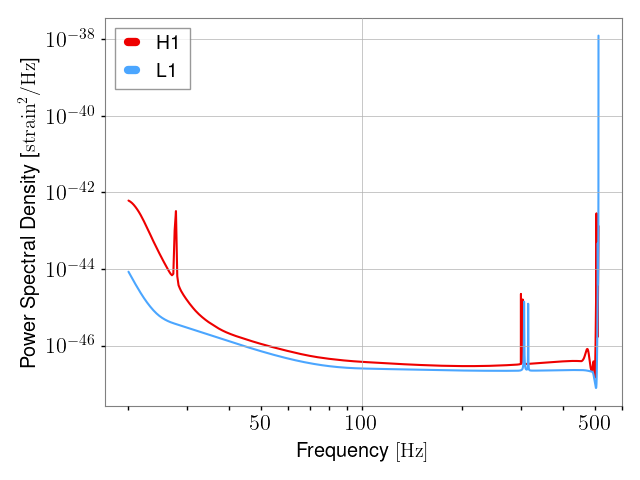 H1
L1
10⁻³⁸
10⁻⁴⁰
10⁻⁴²
10⁻⁴⁴
10⁻⁴⁶
Power Spectral Density [strain²/Hz]
50 100 500
Frequency [Hz]